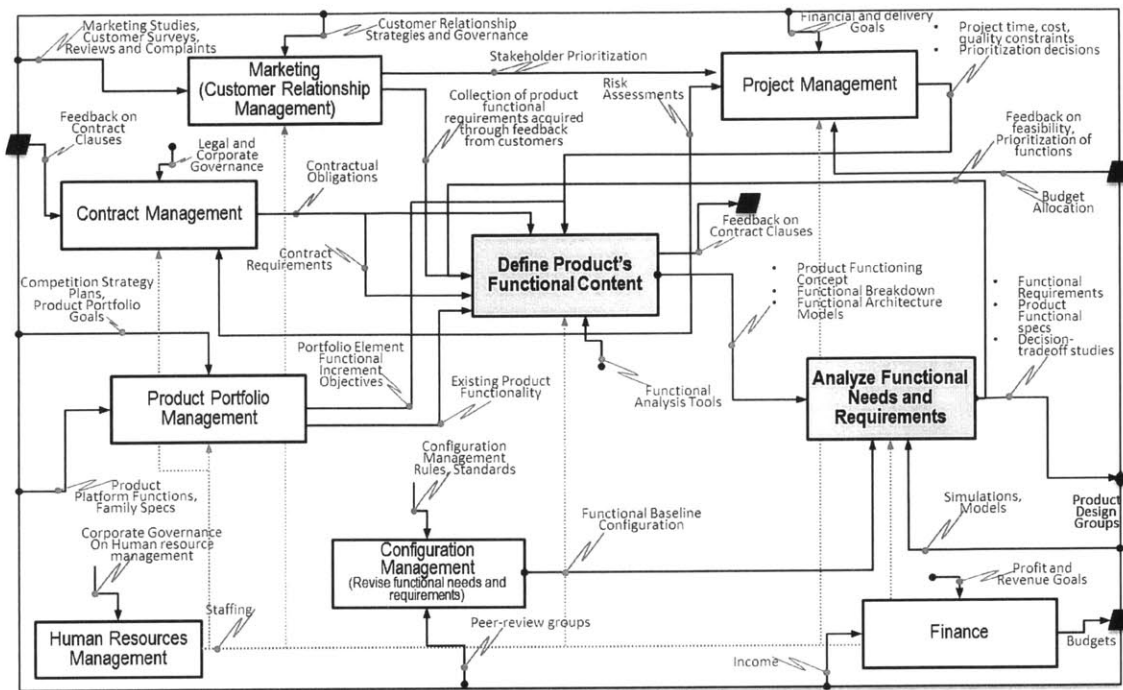 Marketing Studies,
Customer Surveys,
Reviews and Complaints
Customer Relationship
Strategies and Governance
Financial and delivery
Goals
• Project time, cost,
quality constraints
• Prioritization decisions
Marketing
(Customer Relationship
Management)
Stakeholder Prioritization
Project Management
Risk
Assessments
Collection of product
functional
requirements acquired
through feedback
from customers
Feedback on
Contract
Clauses
Legal and
Corporate
Governance
Feedback on
feasibility,
Prioritization of
functions
Contractual
Obligations
Contract Management
Budget
Allocation
Feedback on
Contract Clauses
Contract
Requirements
Define Product's
Functional Content
• Product Functioning
Concept
• Functional Breakdown
• Functional Architecture
Models
• Functional
Requirements
• Product
Functional
specs
• Decision-
tradeoff studies
Competition Strategy
Plans,
Product Portfolio
Goals
Portfolio Element
Functional
Increment
Objectives
Existing Product
Functionality
Functional
Analysis Tools
Product Portfolio
Management
Analyze Functional
Needs and
Requirements
Configuration
Management
Rules, Standards
Product
Platform Functions,
Family Specs
Simulations,
Models
Product
Design
Groups
Corporate Governance
On Human resource
management
Functional Baseline
Configuration
Configuration
Management
(Revise functional needs and
requirements)
Profit and
Revenue Goals
Staffing
Human Resources
Management
Peer-review groups
Finance
Budgets
Income